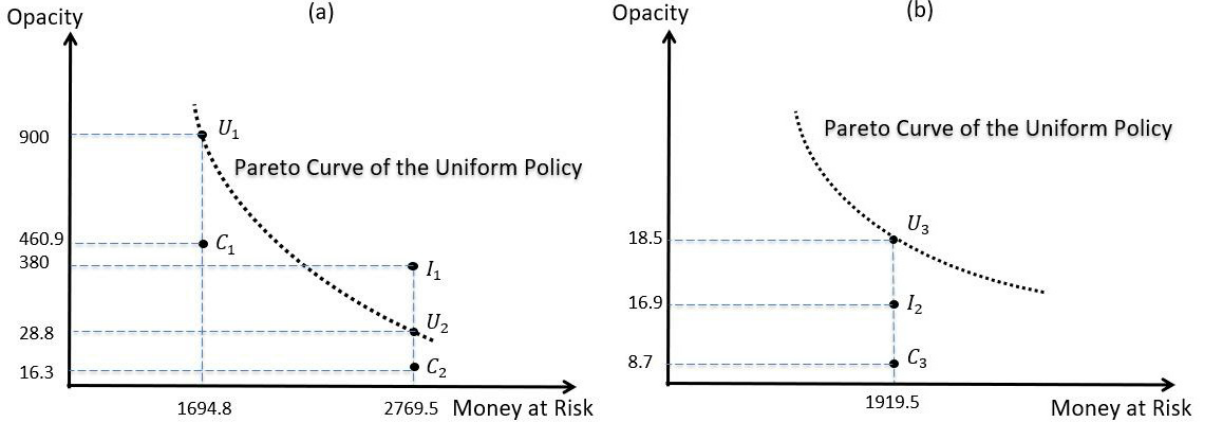 (a)
Opacity
900
U₁
Pareto Curve of the Uniform Policy
460.9
C₁
380
I₁
28.8
U₂
16.3
C₂
1694.8
2769.5
Money at Risk
(b)
Opacity
Pareto Curve of the Uniform Policy
18.5
U₃
16.9
I₂
8.7
C₃
1919.5
Money at Risk